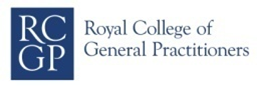 RC
GP
Royal College of
General Practitioners